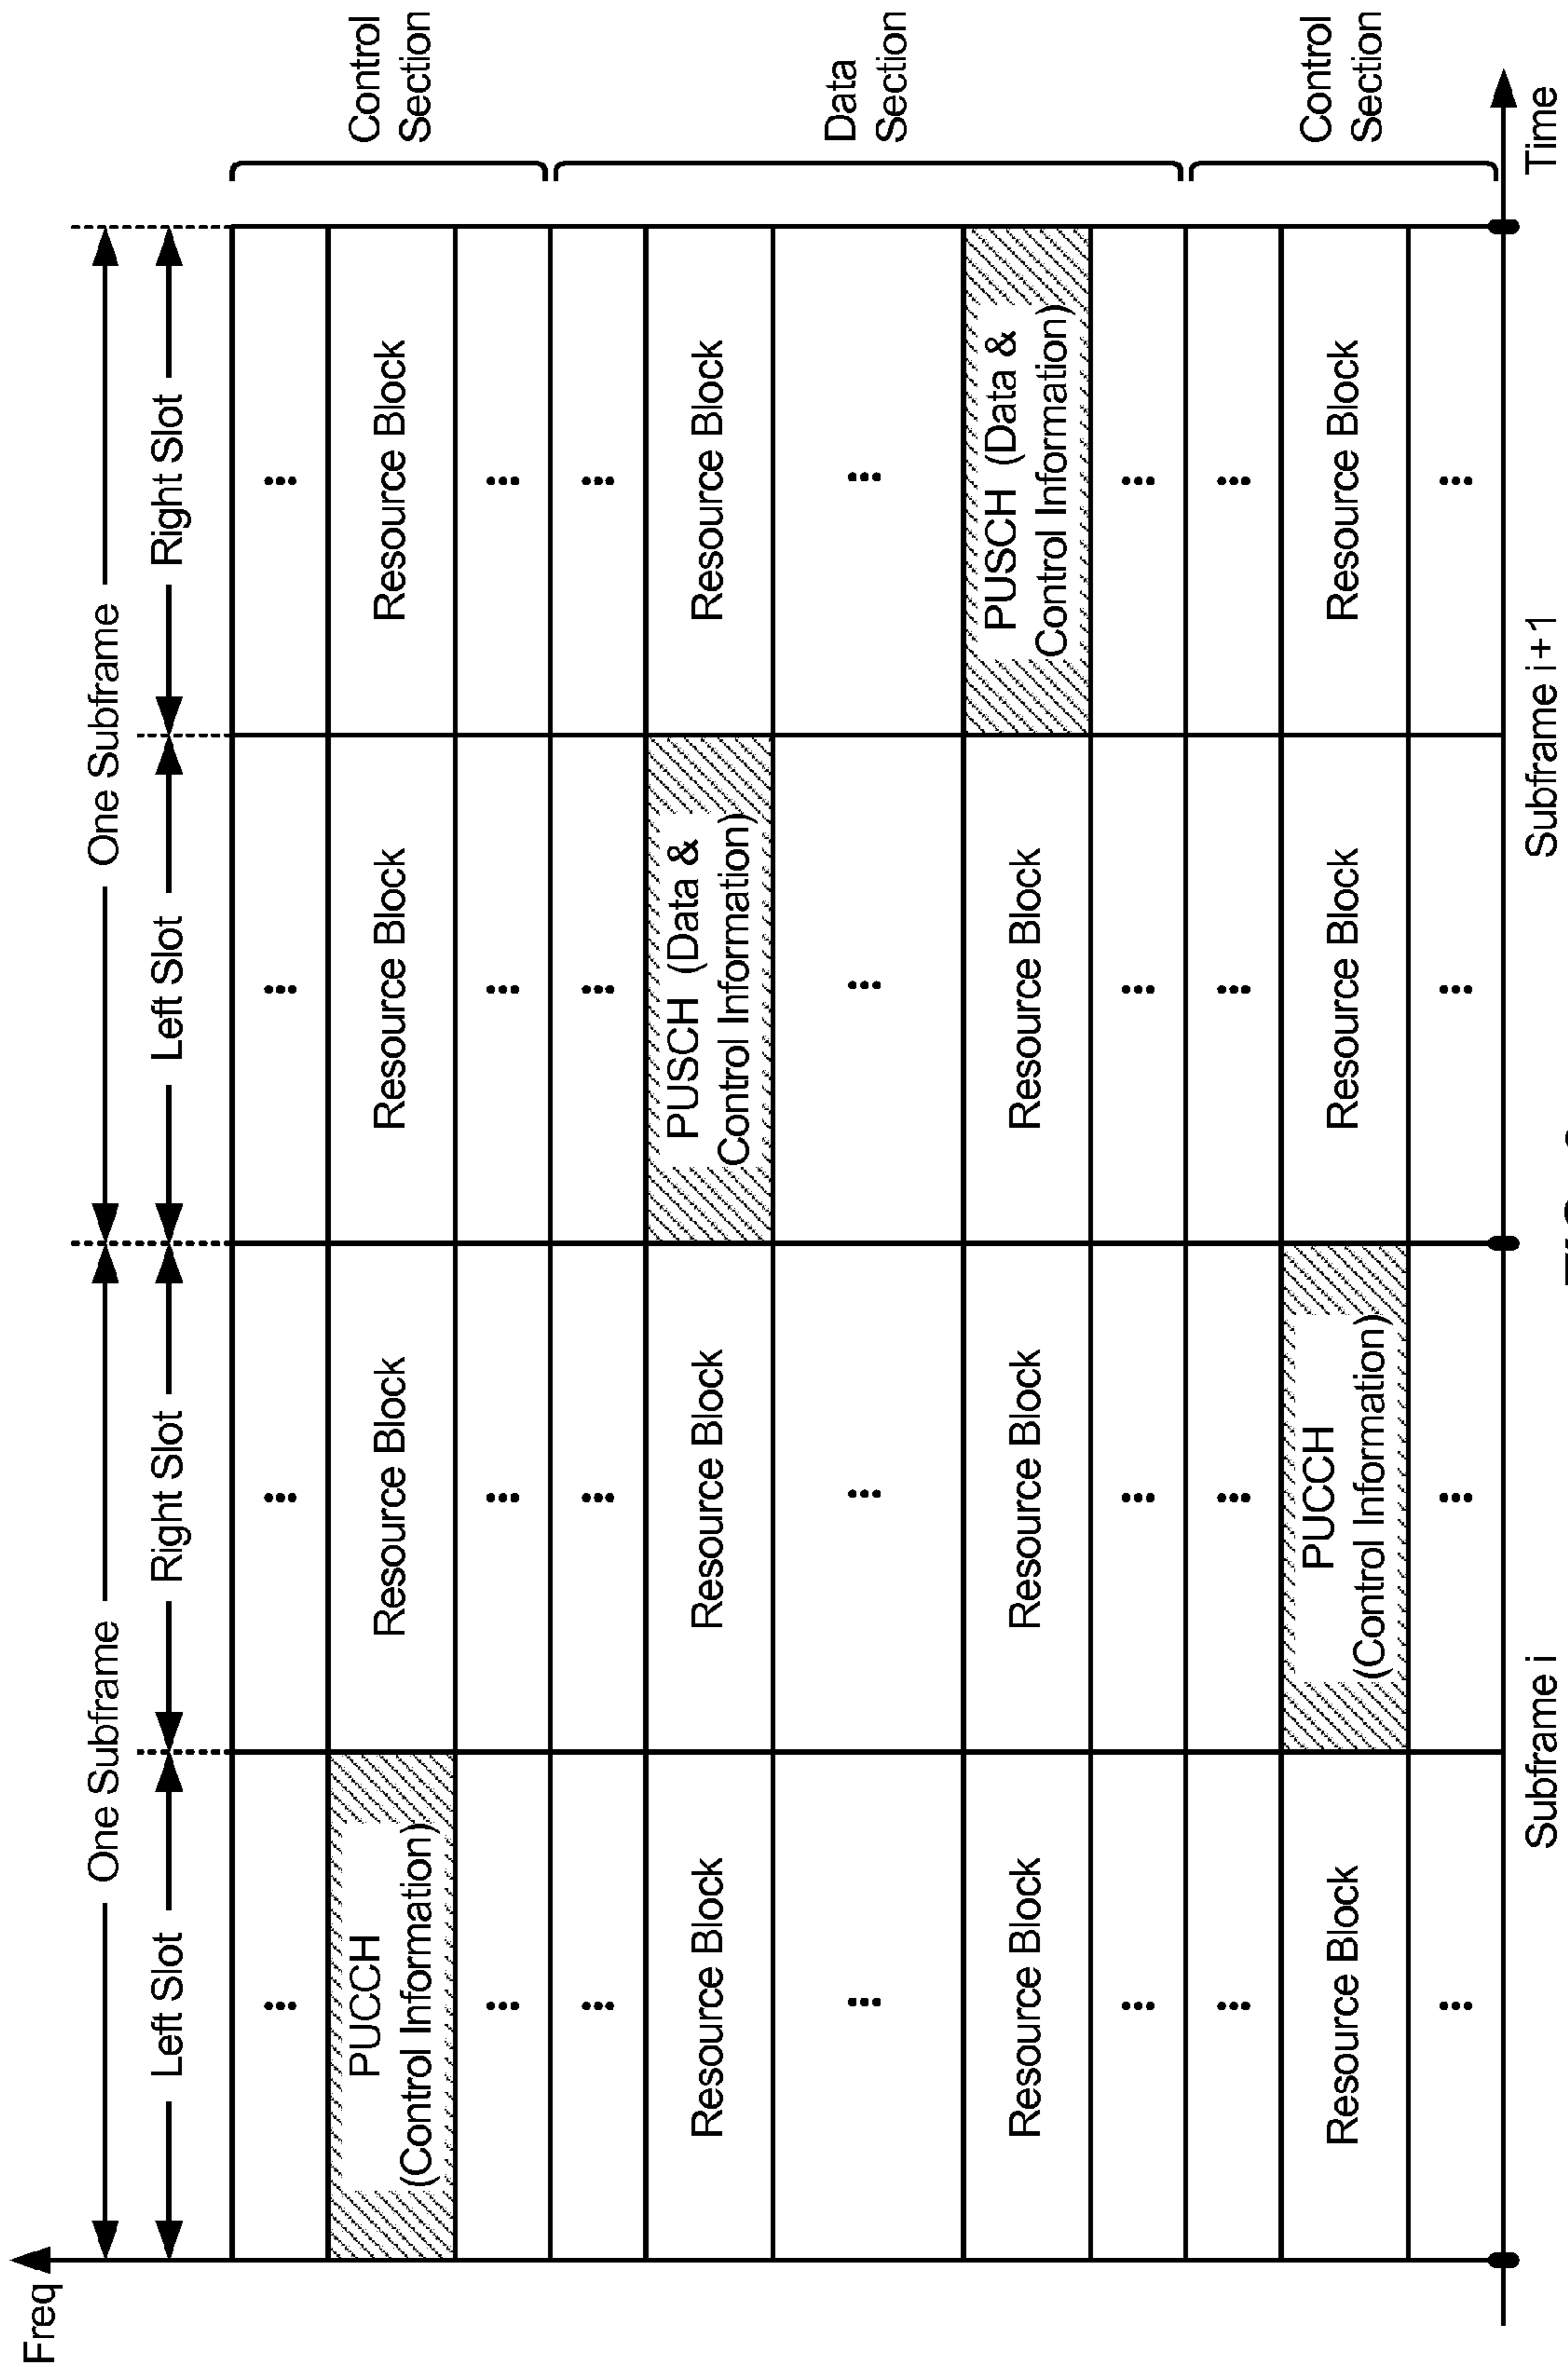 Freq
One Subframe
One Subframe
Left Slot
Right Slot
Left Slot
Right Slot
...
...
...
...
PUCCH
(Control Information)
Resource Block
Resource Block
Resource Block
Control
Section
...
...
...
...
...
...
...
...
Resource Block
Resource Block
PUSCH (Data &
Control Information)
Resource Block
...
...
...
...
Data
Section
Resource Block
Resource Block
Resource Block
PUSCH (Data &
Control Information)
...
...
...
...
...
...
...
...
Resource Block
PUCCH
(Control Information)
Resource Block
Resource Block
Control
Section
...
...
...
...
Subframe i
Subframe i+1
Time